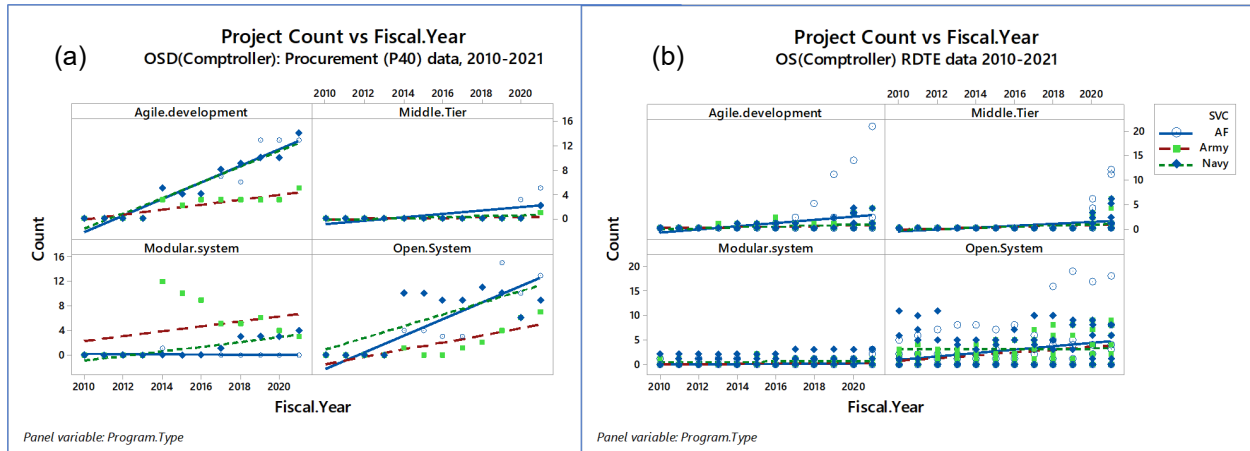 (a)
Project Count vs Fiscal.Year
OSD(Comptroller): Procurement (P40) data, 2010-2021
2010 2012 2014 2016 2018 2020
Agile.development
Middle.Tier
16
12
8
4
0
Modular.system
Open.System
16
12
8
4
0
Count
2010 2012 2014 2016 2018 2020
Fiscal.Year
Panel variable: Program.Type
(b)
Project Count vs Fiscal.Year
OS(Comptroller) RDTE data 2010-2021
2010 2012 2014 2016 2018 2020
Agile.development
Middle.Tier
20
15
10
5
0
Modular.system
Open.System
20
15
10
5
0
Count
2010 2012 2014 2016 2018 2020
Fiscal.Year
Panel variable: Program.Type
SVC
AF
Army
Navy